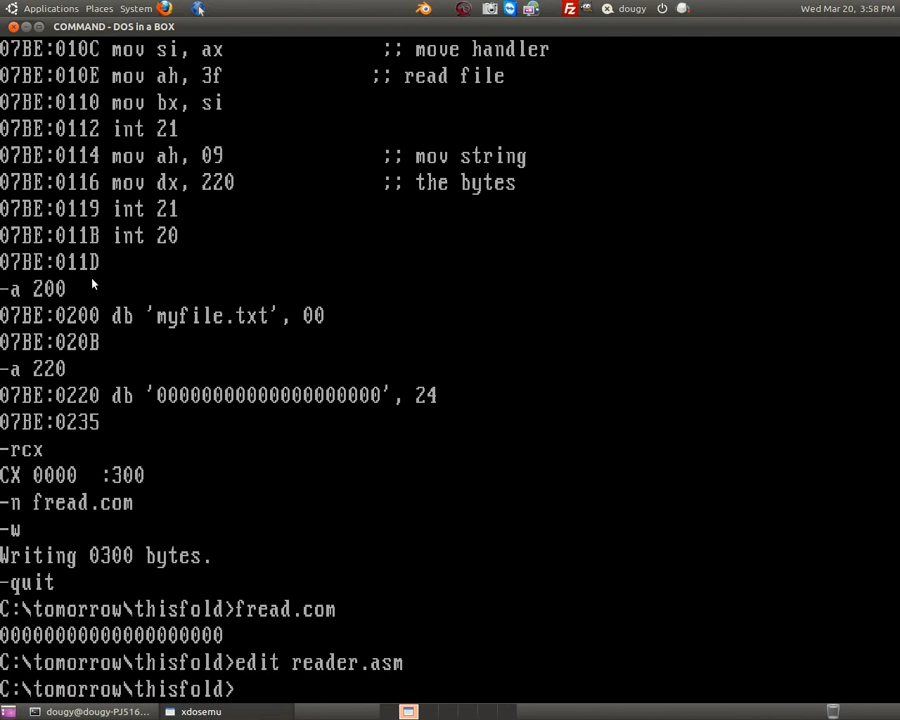 Applications Places System
dougy
Wed Mar 20, 3:58 PM
COMMAND - DOS in a BOX
07BE:010C mov si, ax ;; move handler
07BE:010E mov ah, 3f ;; read file
07BE:0110 mov bx, si
07BE:0112 int 21
07BE:0114 mov ah, 09 ;; mov string
07BE:0116 mov dx, 220 ;; the bytes
07BE:0119 int 21
07BE:011B int 20
07BE:011D
-a 200
07BE:0200 db 'myfile.txt', 00
07BE:020B
-a 220
07BE:0220 db '00000000000000000000', 24
07BE:0235
-rcx
CX 0000 :300
-n fread.com
-w
Writing 0300 bytes.
-quit
C:\tomorrow\thisfold>fread.com
00000000000000000000
C:\tomorrow\thisfold>edit reader.asm
C:\tomorrow\thisfold>
dougy@dougy-PJ516...
xdosemu